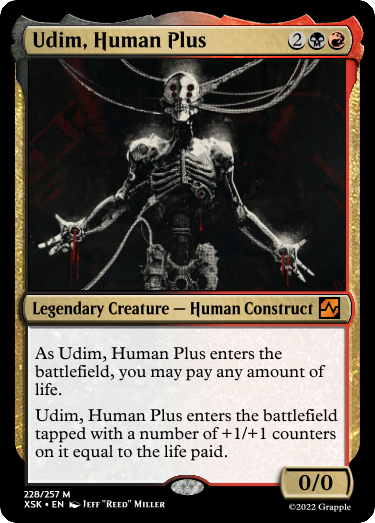 Udim, Human Plus 2
Legendary Creature — Human Construct
As Udim, Human Plus enters the
battlefield, you may pay any amount of
life.
Udim, Human Plus enters the battlefield
tapped with a number of +1/+1 counters
on it equal to the life paid.
0/0
228/257 M
XSK • EN Jeff "Reed" Miller
©2022 Grapple